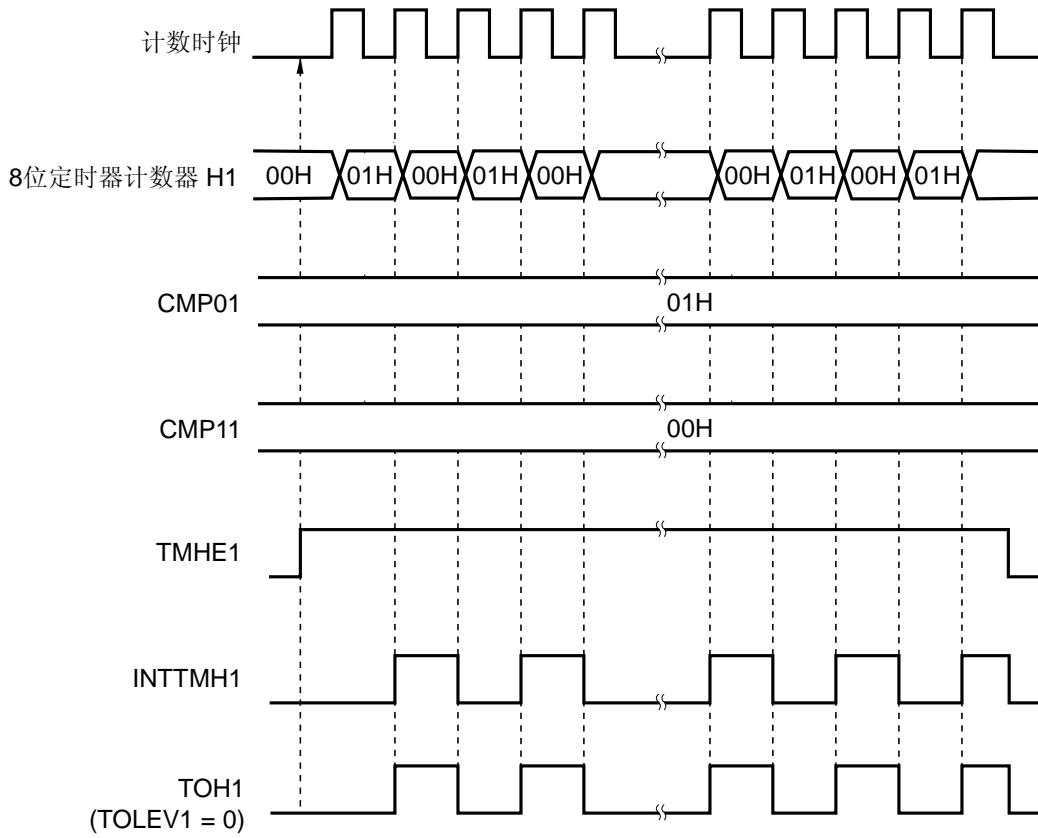 计数时钟
8位定时器计数器 H1 00H 01H 00H 01H 00H 00H 01H 00H 01H
CMP01 01H
CMP11 00H
TMHE1
INTTMH1
TOH1
(TOLEV1 = 0)